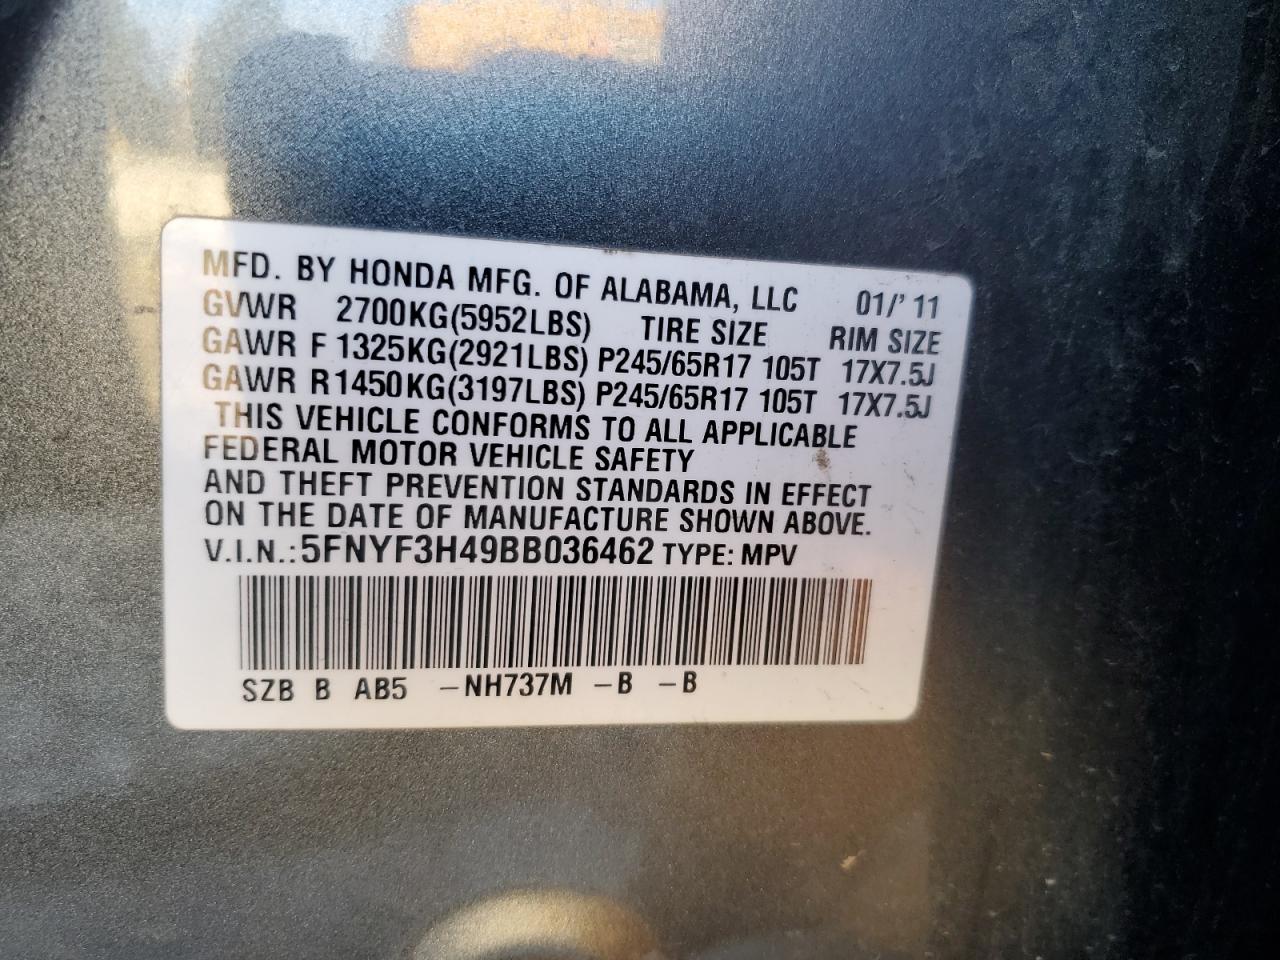 MFD. BY HONDA MFG. OF ALABAMA, LLC 01/'11
GVWR 2700KG(5952LBS) TIRE SIZE RIM SIZE
GAWR F 1325KG(2921LBS) P245/65R17 105T 17X7.5J
GAWR R 1450KG(3197LBS) P245/65R17 105T 17X7.5J
THIS VEHICLE CONFORMS TO ALL APPLICABLE
FEDERAL MOTOR VEHICLE SAFETY
AND THEFT PREVENTION STANDARDS IN EFFECT
ON THE DATE OF MANUFACTURE SHOWN ABOVE.
V.I.N.: 5FNYF3H49BB036462 TYPE: MPV
SZB B AB5 -NH737M -B -B